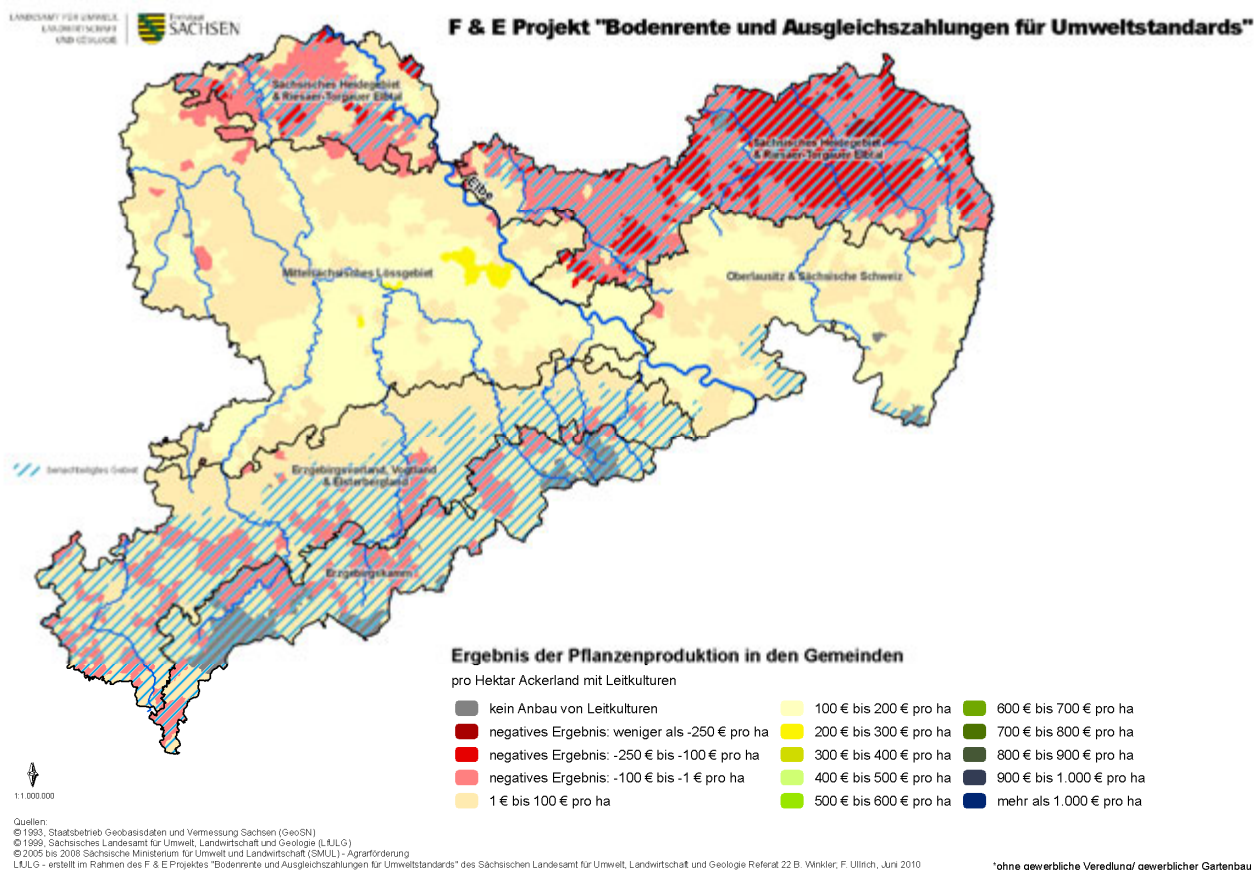 LANDESAMT FÜR UMWELT,
LANDWIRTSCHAFT
UND GEOLOGIE
Freistaat
SACHSEN
F & E Projekt "Bodenrente und Ausgleichszahlungen für Umweltstandards"
Sächsisches Heidegebiet
& Riesaer-Torgauer Elbtal
Sächsisches Heidegebiet
& Riesaer-Torgauer Elbtal
Elbe
Mittelsächsisches Lössgebiet
Oberlausitz & Sächsische Schweiz
benachteiligtes Gebiet
Erzgebirgsvorland, Vogtland
& Elsterbergland
Erzgebirgskamm
Ergebnis der Pflanzenproduktion in den Gemeinden
pro Hektar Ackerland mit Leitkulturen
kein Anbau von Leitkulturen
negatives Ergebnis: weniger als -250 € pro ha
negatives Ergebnis: -250 € bis -100 € pro ha
negatives Ergebnis: -100 € bis -1 € pro ha
1 € bis 100 € pro ha
100 € bis 200 € pro ha
200 € bis 300 € pro ha
300 € bis 400 € pro ha
400 € bis 500 € pro ha
500 € bis 600 € pro ha
600 € bis 700 € pro ha
700 € bis 800 € pro ha
800 € bis 900 € pro ha
900 € bis 1.000 € pro ha
mehr als 1.000 € pro ha
1:1.000.000
Quellen:
© 1993, Staatsbetrieb Geobasisdaten und Vermessung Sachsen (GeoSN)
© 1999, Sächsisches Landesamt für Umwelt, Landwirtschaft und Geologie (LfULG)
© 2005 bis 2008 Sächsische Ministerium für Umwelt und Landwirtschaft (SMUL) - Agrarförderung
LfULG - erstellt im Rahmen des F & E Projektes "Bodenrente und Ausgleichszahlungen für Umweltstandards" des Sächsischen Landesamt für Umwelt, Landwirtschaft und Geologie Referat 22 B. Winkler; F. Ullrich, Juni 2010
*ohne gewerbliche Veredlung/ gewerblicher Gartenbau